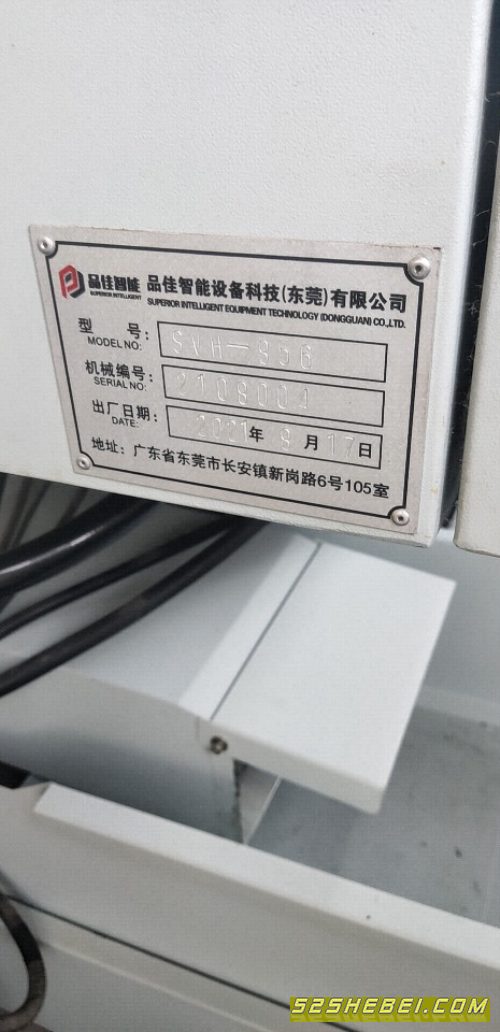 品佳智能 品佳智能设备科技(东莞)有限公司
SUPERIOR INTELLIGENT SUPERIOR INTELLIGENT EQUIPMENT TECHNOLOGY (DONGGUAN) CO.,LTD.
型 号:
MODEL NO: SVH-856
机械编号:
SERIAL NO: 2108004
出厂日期: 2021年 8月 17日
DATE:
地址: 广东省东莞市长安镇新岗路6号105室
52SHEBEI.COM